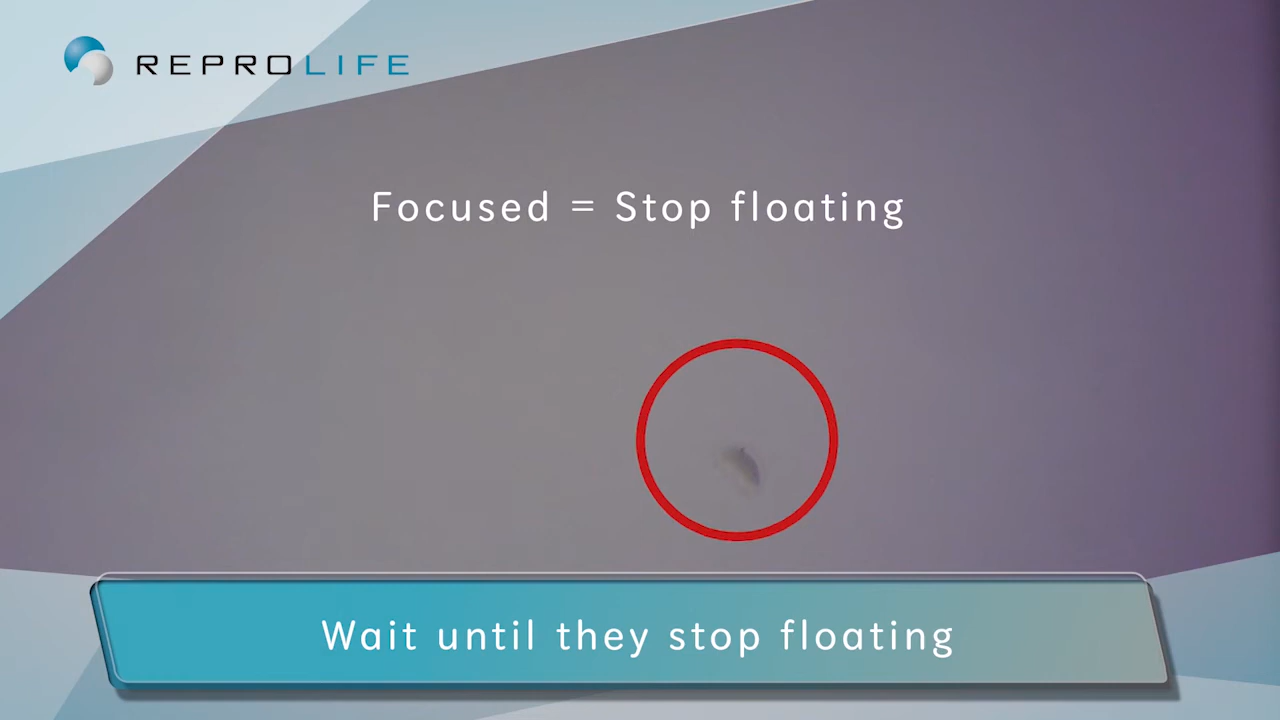 REPROLIFE
Focused = Stop floating
Wait until they stop floating